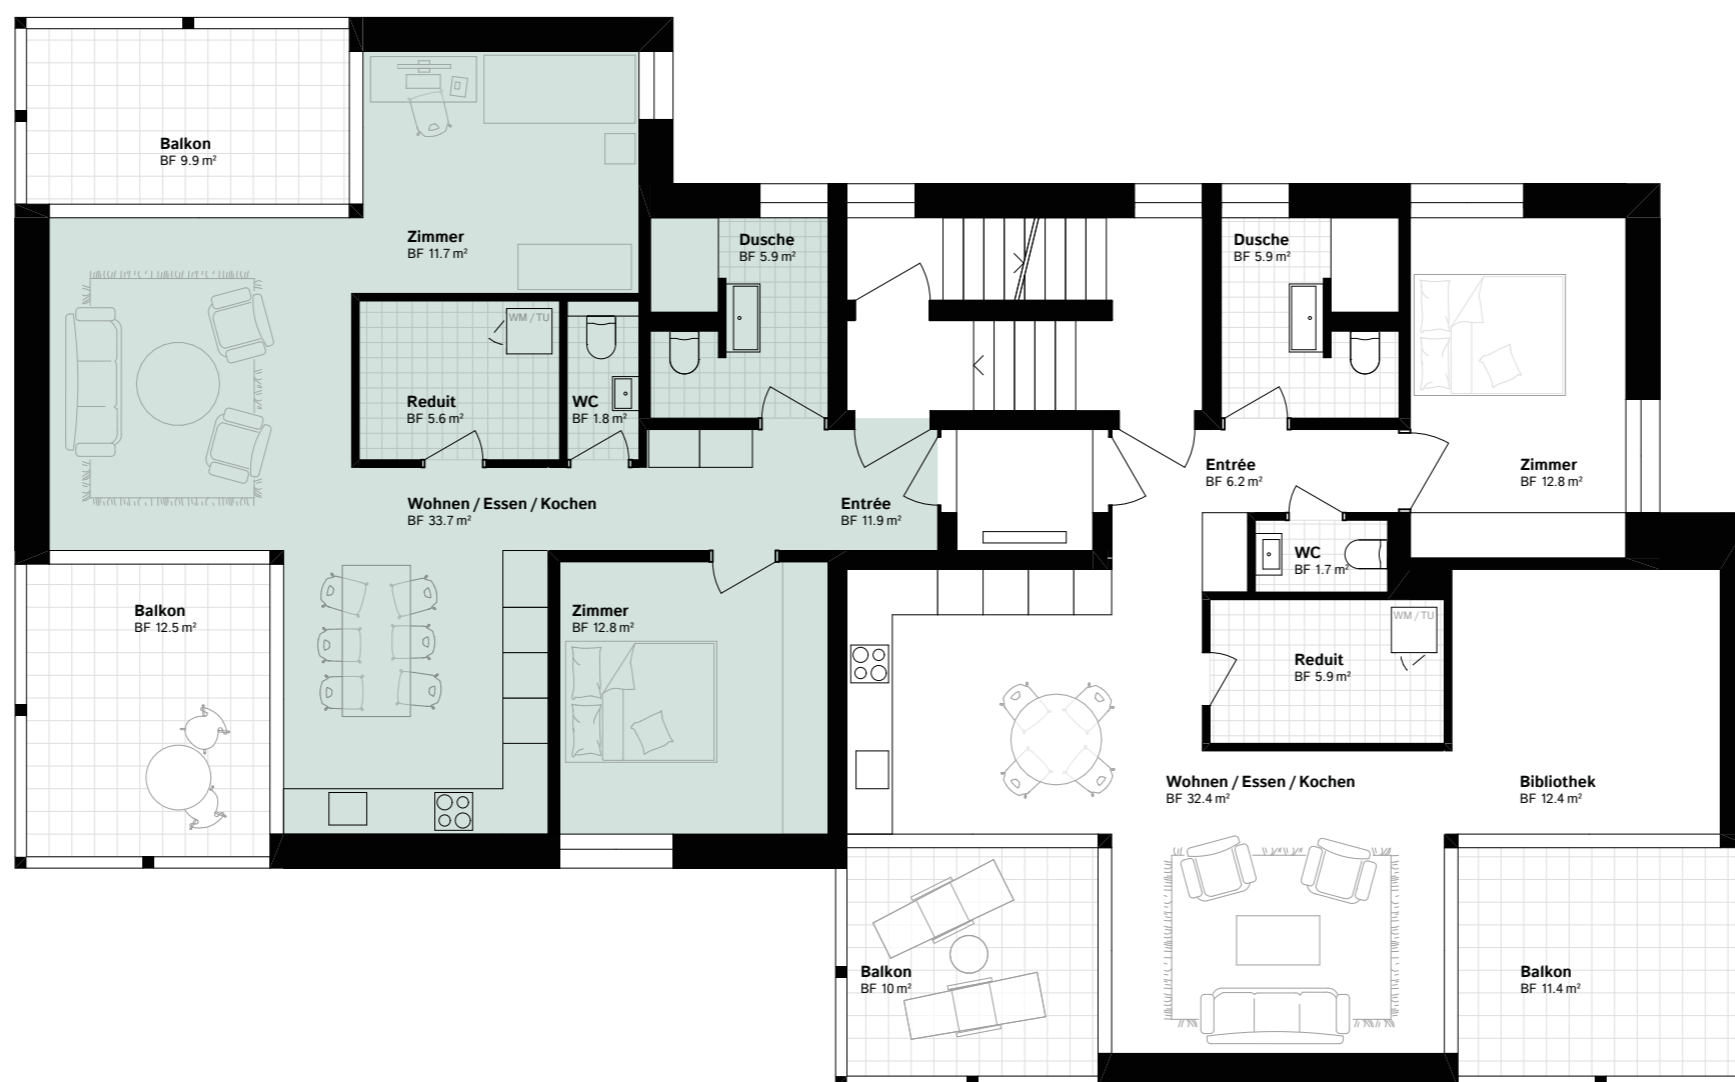 Balkon
BF 9.9 m²
Zimmer
BF 11.7 m²
Dusche
BF 5.9 m²
Dusche
BF 5.9 m²
WM / TU
Reduit
BF 5.6 m²
WC
BF 1.8 m²
Wohnen / Essen / Kochen
BF 33.7 m²
Entrée
BF 11.9 m²
Entrée
BF 6.2 m²
Zimmer
BF 12.8 m²
WC
BF 1.7 m²
Balkon
BF 12.5 m²
Zimmer
BF 12.8 m²
WM / TU
Reduit
BF 5.9 m²
Wohnen / Essen / Kochen
BF 32.4 m²
Bibliothek
BF 12.4 m²
Balkon
BF 10 m²
Balkon
BF 11.4 m²